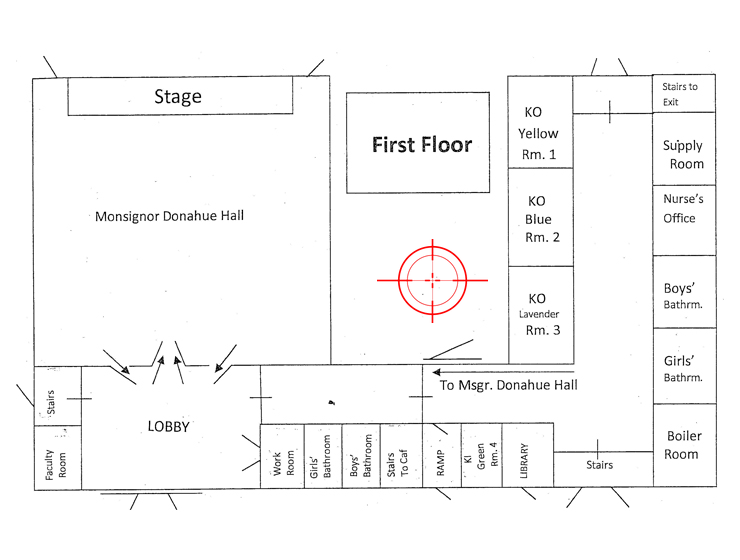 Stage
First Floor
Monsignor Donahue Hall
KO
Yellow
Rm. 1
KO
Blue
Rm. 2
KO
Lavender
Rm. 3
Stairs to
Exit
Supply
Room
Nurse's
Office
Boys'
Bathrm.
Girls'
Bathrm.
Boiler
Room
To Msgr. Donahue Hall
Stairs
Faculty
Room
LOBBY
Work
Room
Girls'
Bathroom
Boys'
Bathroom
Stairs
To Caf
RAMP
KI
Green
Rm. 4
LIBRARY
Stairs